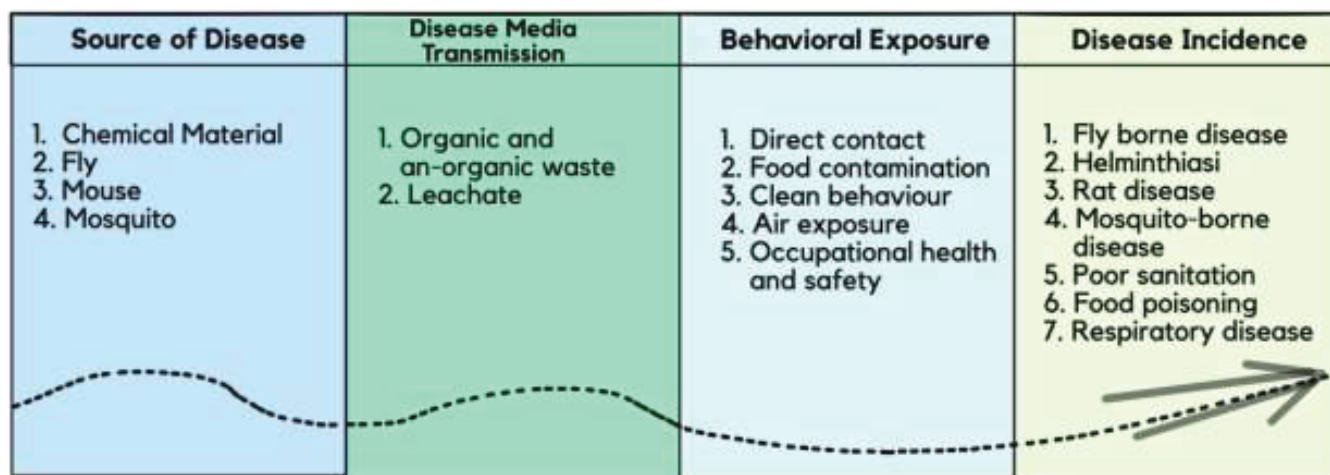 Source of Disease
1. Chemical Material
2. Fly
3. Mouse
4. Mosquito
Disease Media
Transmission
1. Organic and
an-organic waste
2. Leachate
Behavioral Exposure
1. Direct contact
2. Food contamination
3. Clean behaviour
4. Air exposure
5. Occupational health
and safety
Disease Incidence
1. Fly borne disease
2. Helminthiasi
3. Rat disease
4. Mosquito-borne
disease
5. Poor sanitation
6. Food poisoning
7. Respiratory disease